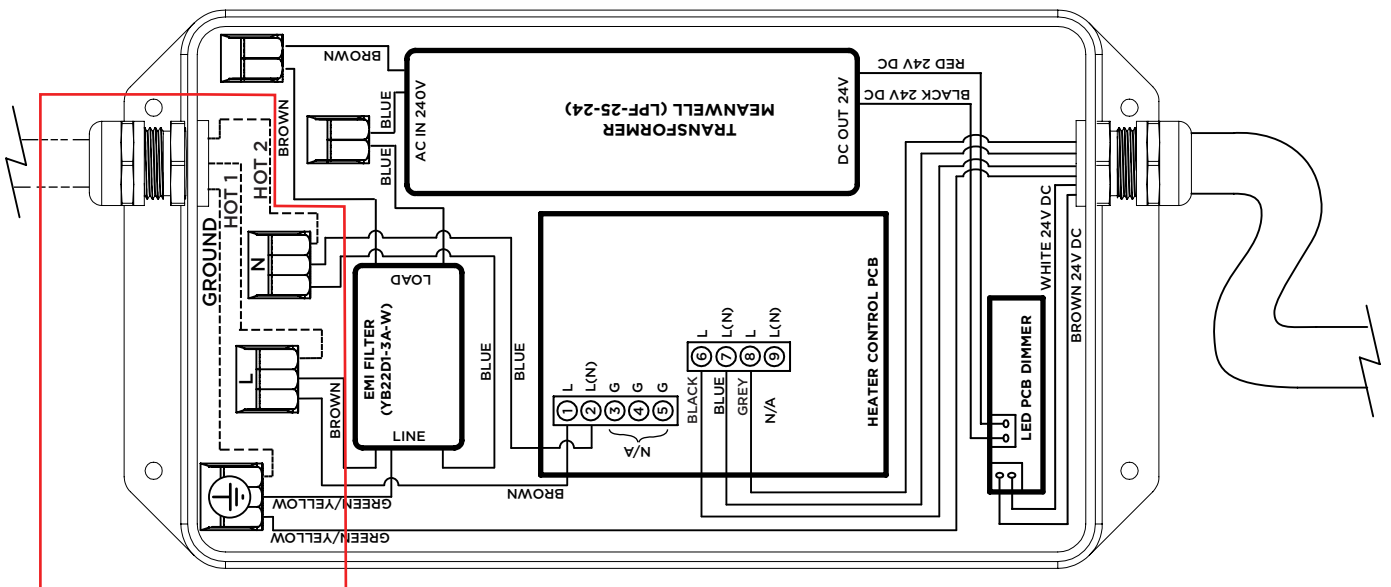 BROWN
BROWN
BLUE
BLUE
AC IN 240V
TRANSFORMER
MEANWELL (LPF-25-24)
DC OUT 24V
RED 24V DC
BLACK 24V DC
GROUND
HOT 1
HOT 2
N
L
BROWN
LOAD
EMI FILTER
(YB22D1-3A-W)
LINE
BLUE
BLUE
GREEN/YELLOW
GREEN/YELLOW
BROWN
1 L
2 L(N)
3 G
4 G
5 G
N/A
6 L
7 L(N)
8 L
9 L(N)
BLACK
BLUE
GREY
N/A
HEATER CONTROL PCB
LED PCB DIMMER
WHITE 24V DC
BROWN 24V DC